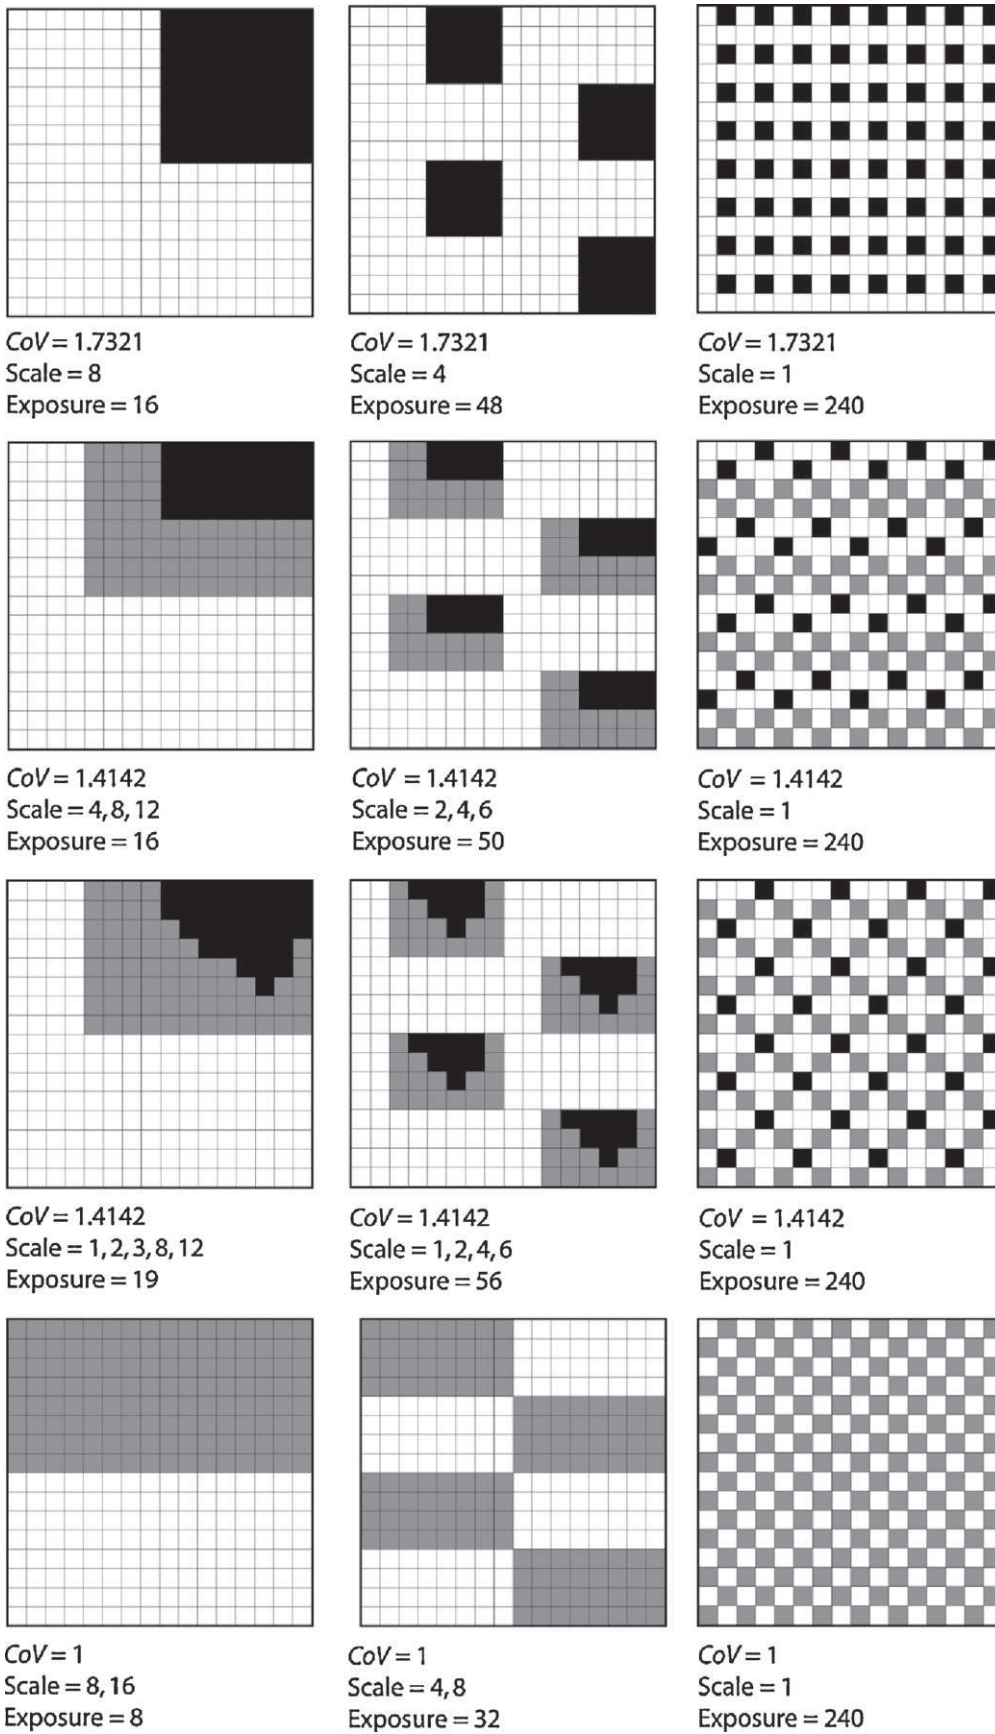 CoV = 1.7321
Scale = 8
Exposure = 16
CoV = 1.7321
Scale = 4
Exposure = 48
CoV = 1.7321
Scale = 1
Exposure = 240
CoV = 1.4142
Scale = 4, 8, 12
Exposure = 16
CoV = 1.4142
Scale = 2, 4, 6
Exposure = 50
CoV = 1.4142
Scale = 1
Exposure = 240
CoV = 1.4142
Scale = 1, 2, 3, 8, 12
Exposure = 19
CoV = 1.4142
Scale = 1, 2, 4, 6
Exposure = 56
CoV = 1.4142
Scale = 1
Exposure = 240
CoV = 1
Scale = 8, 16
Exposure = 8
CoV = 1
Scale = 4, 8
Exposure = 32
CoV = 1
Scale = 1
Exposure = 240